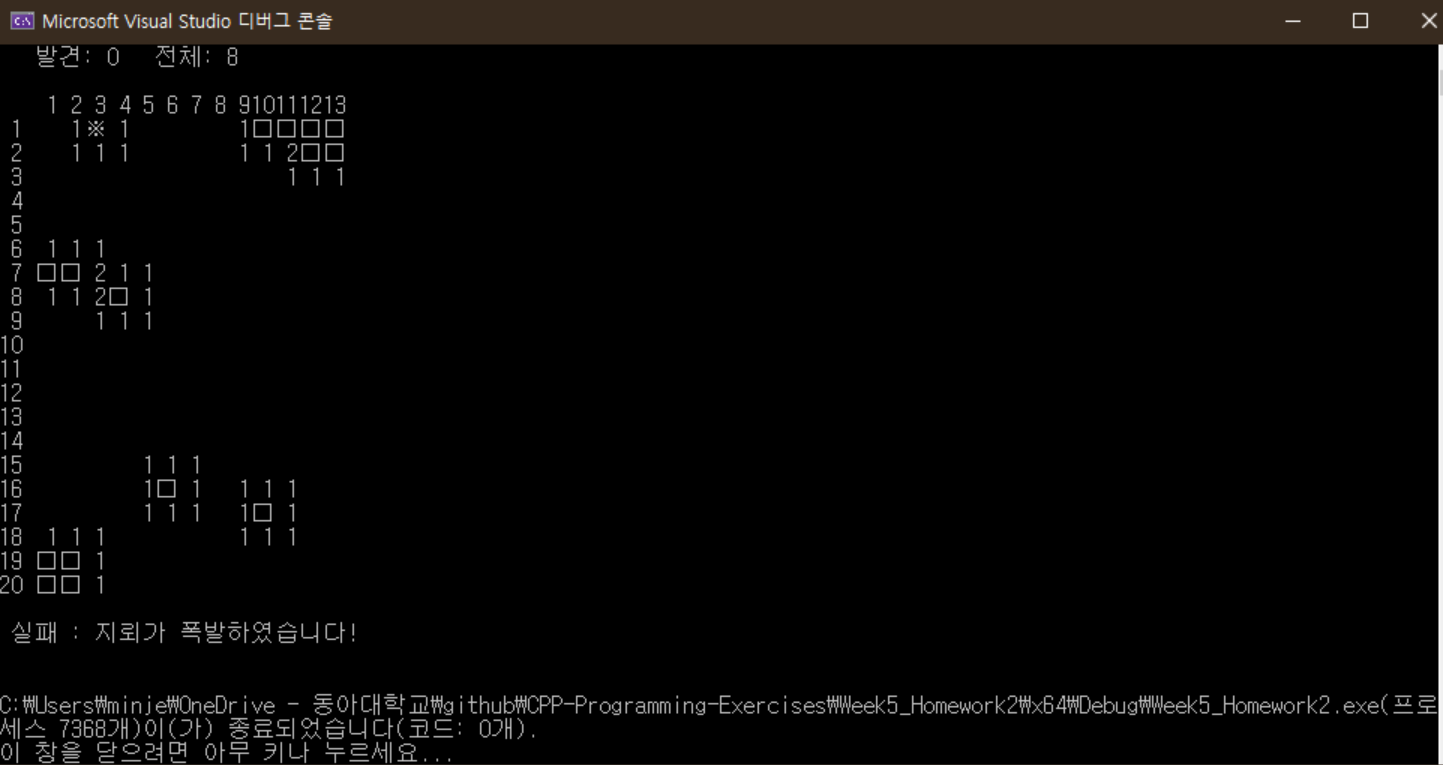 Microsoft Visual Studio 디버그 콘솔
발견: 0 전체: 8
1 2 3 4 5 6 7 8 910111213
1 1※ 1 1□□□□
2 1 1 1 1 1 2□□
3 1 1 1
4
5
6 1 1 1
7 □□ 2 1 1
8 1 1 2□ 1
9 1 1 1
10
11
12
13
14
15 1 1 1
16 1□ 1 1 1 1
17 1 1 1 1□ 1
18 1 1 1 1 1 1
19 □□ 1
20 □□ 1
실패 : 지뢰가 폭발하였습니다!
C:₩Users₩minje₩OneDrive - 동아대학교₩github₩CPP-Programming-Exercises₩Week5_Homework2₩x64₩Debug₩Week5_Homework2.exe(프로
세스 7368개)이(가) 종료되었습니다(코드: 0개).
이 창을 닫으려면 아무 키나 누르세요...